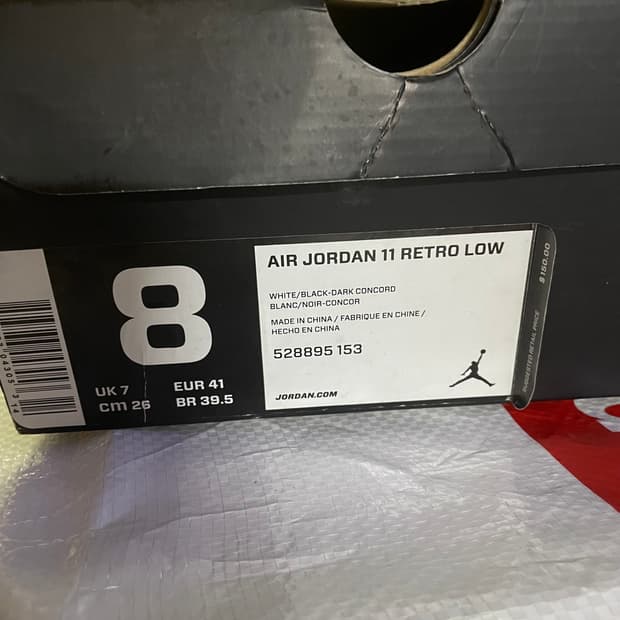 8
UK 7 EUR 41
cm 26 BR 39.5
AIR JORDAN 11 RETRO LOW
WHITE/BLACK-DARK CONCORD
BLANC/NOIR-CONCOR
MADE IN CHINA / FABRIQUE EN CHINE /
HECHO EN CHINA
528895 153
JORDAN.COM
$150.00
SUGGESTED RETAIL PRICE